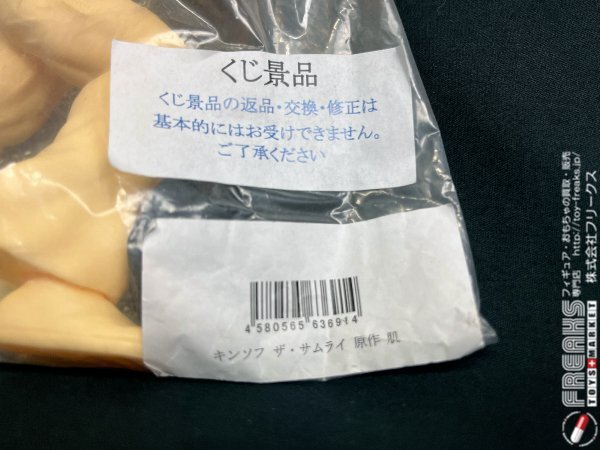 くじ景品
くじ景品の返品・交換・修正は
基本的にはお受けできません。
ご了承ください
4 580565 636914
キンソフ ザ・サムライ 原作 肌
フィギュア・おもちゃの買取・販売
専門店 http://toy-freaks.jp/
株式会社フリークス
FREAKS
TOYS+MARKET